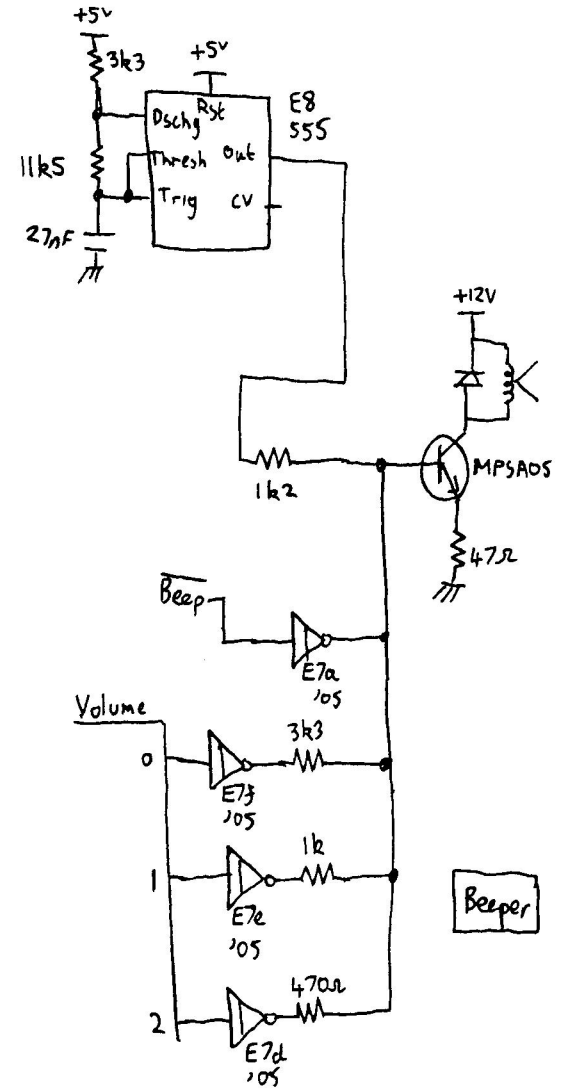 +5v
3k3
+5v
E8
555
Rst
Dschg
Thresh
Out
Trig
CV
11k5
27nF
+12V
MPSA05
1k2
47Ω
Beep
E7a
'05
Volume
0
3k3
E7f
'05
1
1k
E7e
'05
Beeper
2
470Ω
E7d
'05